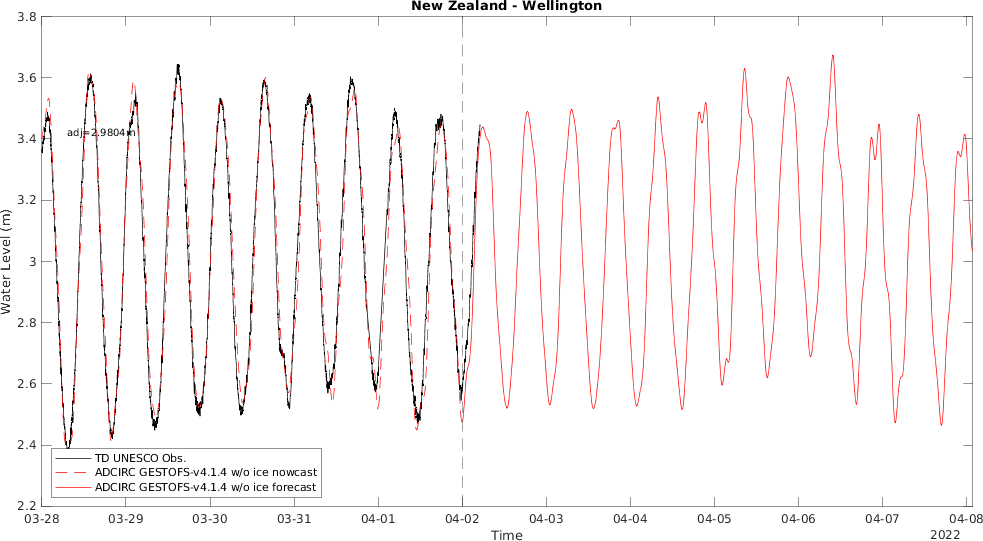 New Zealand - Wellington
3.8
3.6
3.4
3.2
3
2.8
2.6
2.4
2.2
Water Level (m)
adj=2.9804m
TD UNESCO Obs.
ADCIRC GESTOFS-v4.1.4 w/o ice nowcast
ADCIRC GESTOFS-v4.1.4 w/o ice forecast
03-28 03-29 03-30 03-31 04-01 04-02 04-03 04-04 04-05 04-06 04-07 04-08
Time
2022